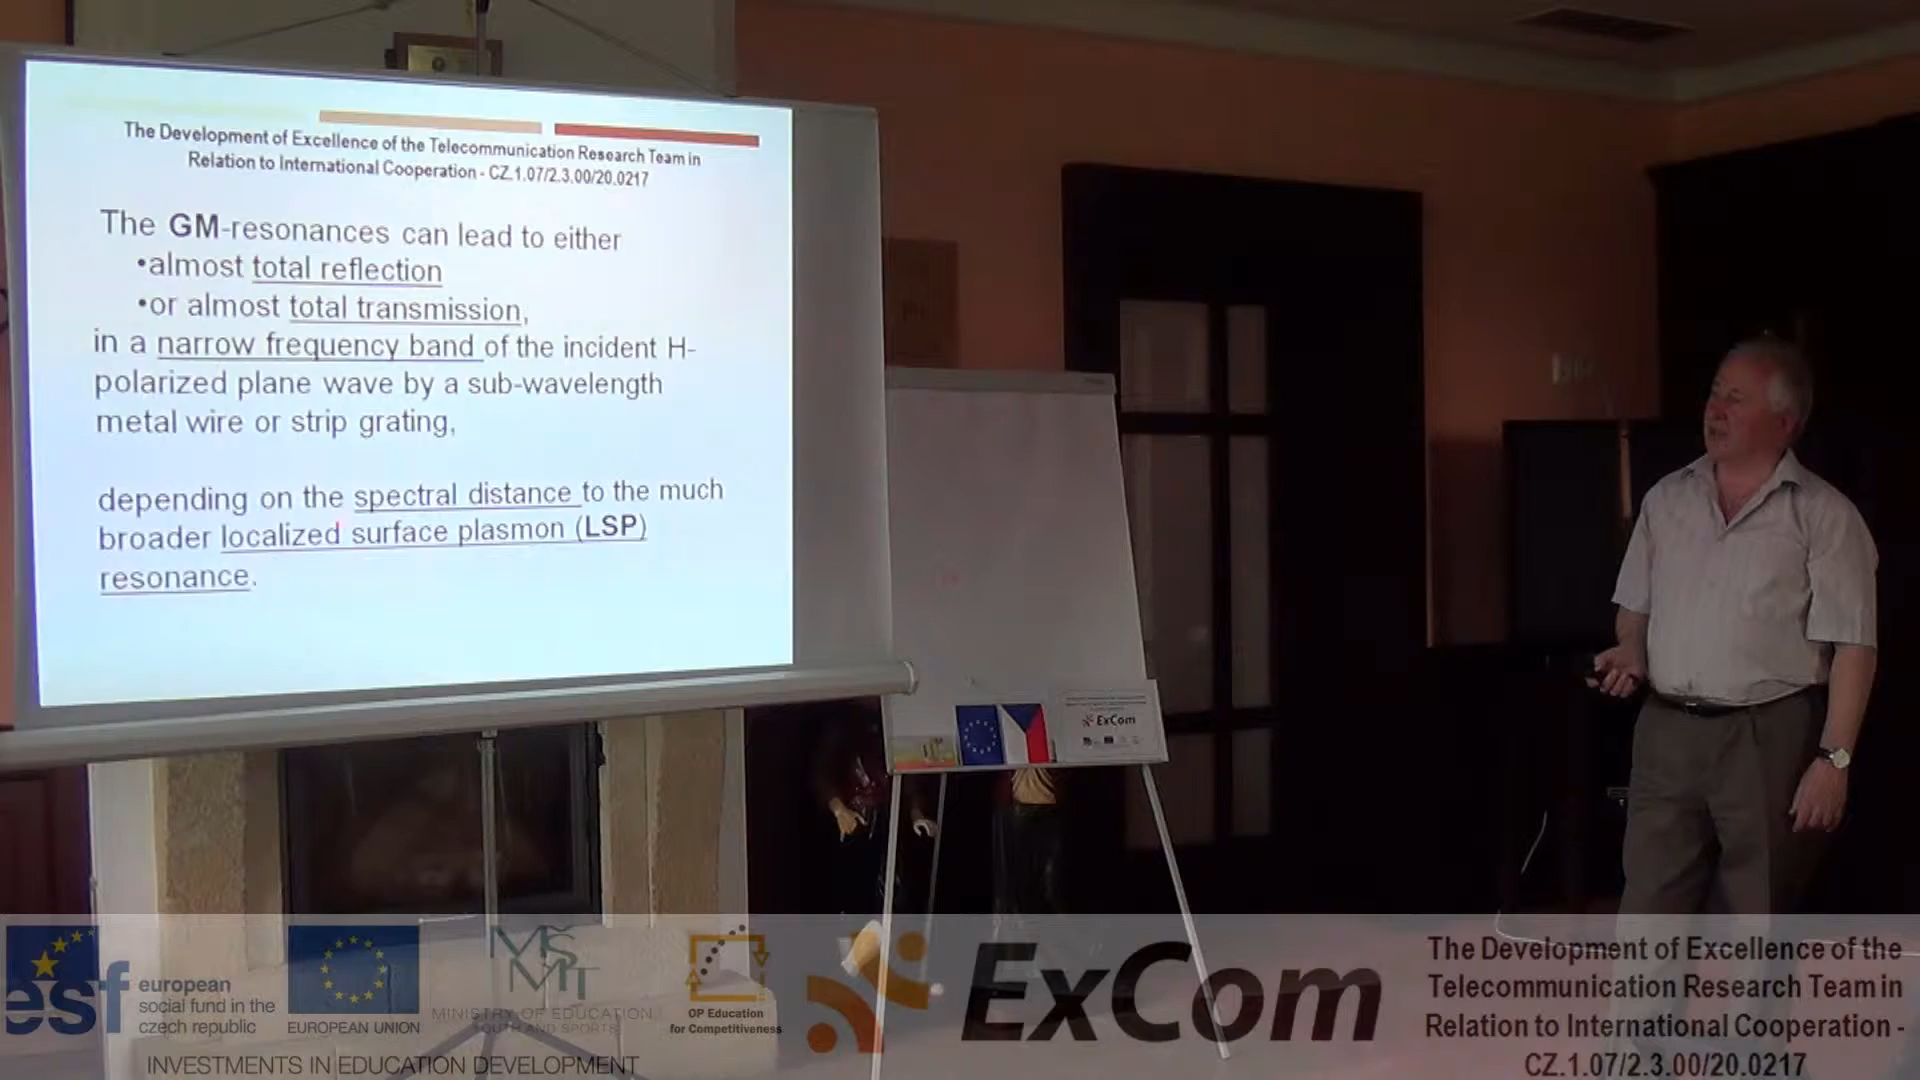 The Development of Excellence of the Telecommunication Research Team in
Relation to International Cooperation - CZ.1.07/2.3.00/20.0217
The GM-resonances can lead to either
•almost total reflection
•or almost total transmission,
in a narrow frequency band of the incident H-
polarized plane wave by a sub-wavelength
metal wire or strip grating,
depending on the spectral distance to the much
broader localized surface plasmon (LSP)
resonance.
ExCom
esf
european
social fund in the
czech republic
EUROPEAN UNION
MŠMT
MINISTRY OF EDUCATION
YOUTH AND SPORTS
OP Education
for Competitiveness
INVESTMENTS IN EDUCATION DEVELOPMENT
ExCom
The Development of Excellence of the
Telecommunication Research Team in
Relation to International Cooperation -
CZ.1.07/2.3.00/20.0217